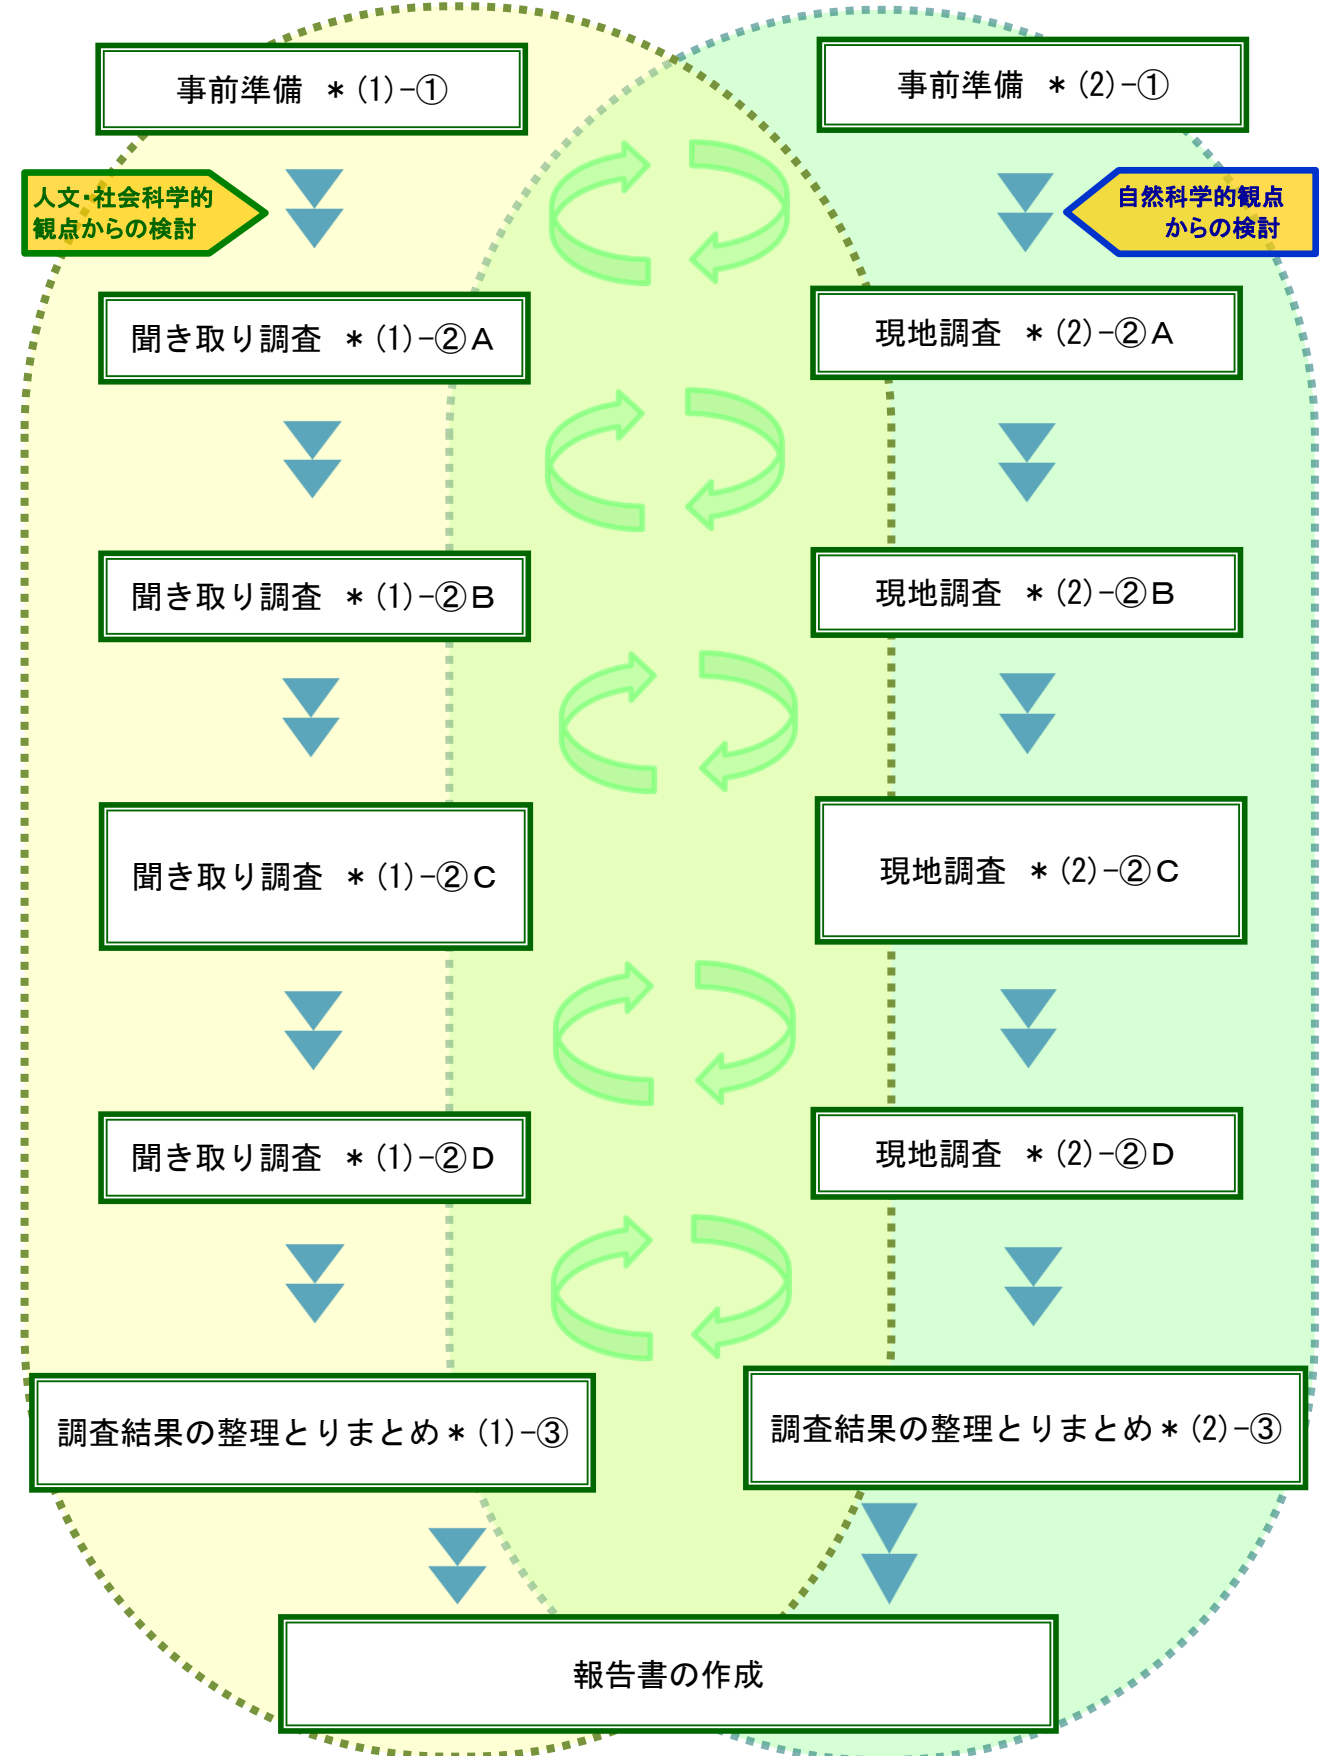 事前準備 ＊(1)-①
事前準備 ＊(2)-①
人文・社会科学的
観点からの検討
自然科学的観点
からの検討
聞き取り調査 ＊(1)-②Ａ
現地調査 ＊(2)-②Ａ
聞き取り調査 ＊(1)-②Ｂ
現地調査 ＊(2)-②Ｂ
聞き取り調査 ＊(1)-②Ｃ
現地調査 ＊(2)-②Ｃ
聞き取り調査 ＊(1)-②Ｄ
現地調査 ＊(2)-②Ｄ
調査結果の整理とりまとめ＊(1)-③
調査結果の整理とりまとめ＊(2)-③
報告書の作成